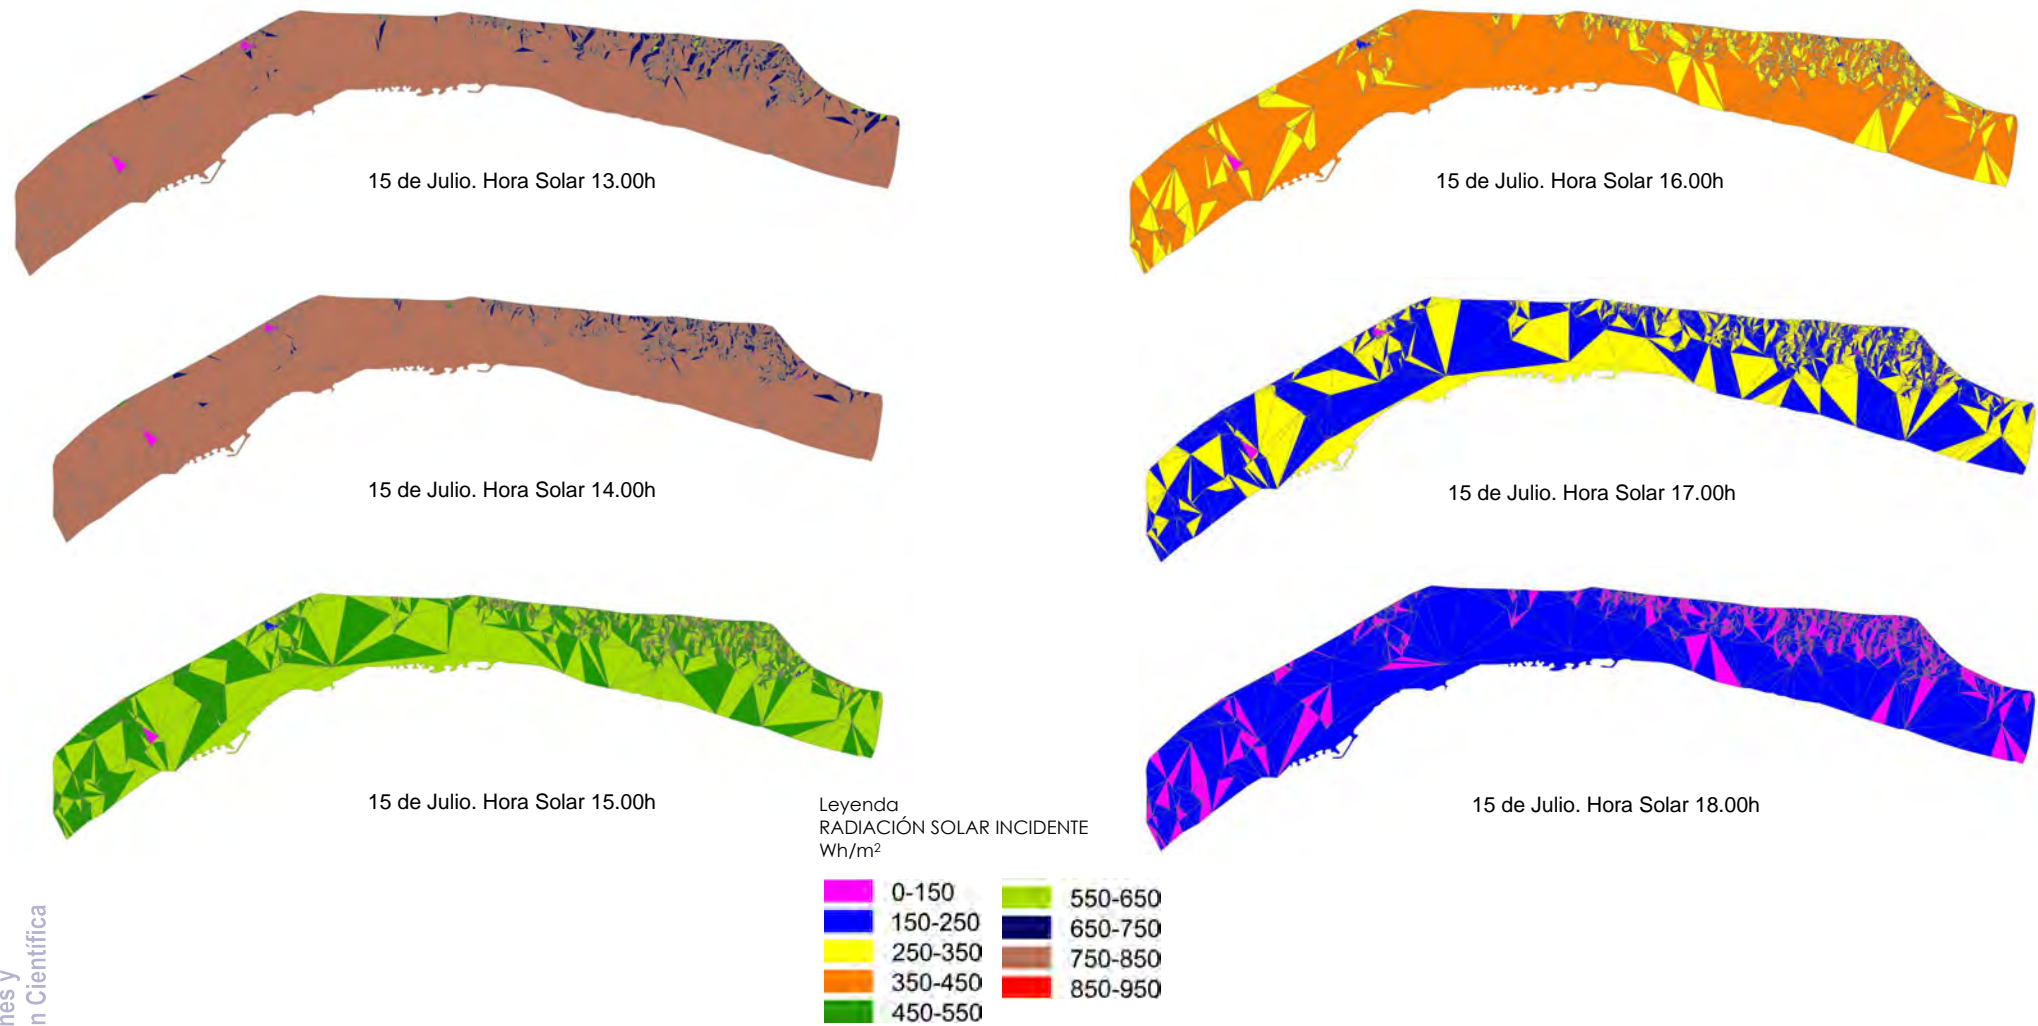 15 de Julio. Hora Solar 13.00h
15 de Julio. Hora Solar 16.00h
15 de Julio. Hora Solar 14.00h
15 de Julio. Hora Solar 17.00h
15 de Julio. Hora Solar 15.00h
15 de Julio. Hora Solar 18.00h
Leyenda
RADIACIÓN SOLAR INCIDENTE
Wh/m²
0-150
150-250
250-350
350-450
450-550
550-650
650-750
750-850
850-950
nes y
n Científica